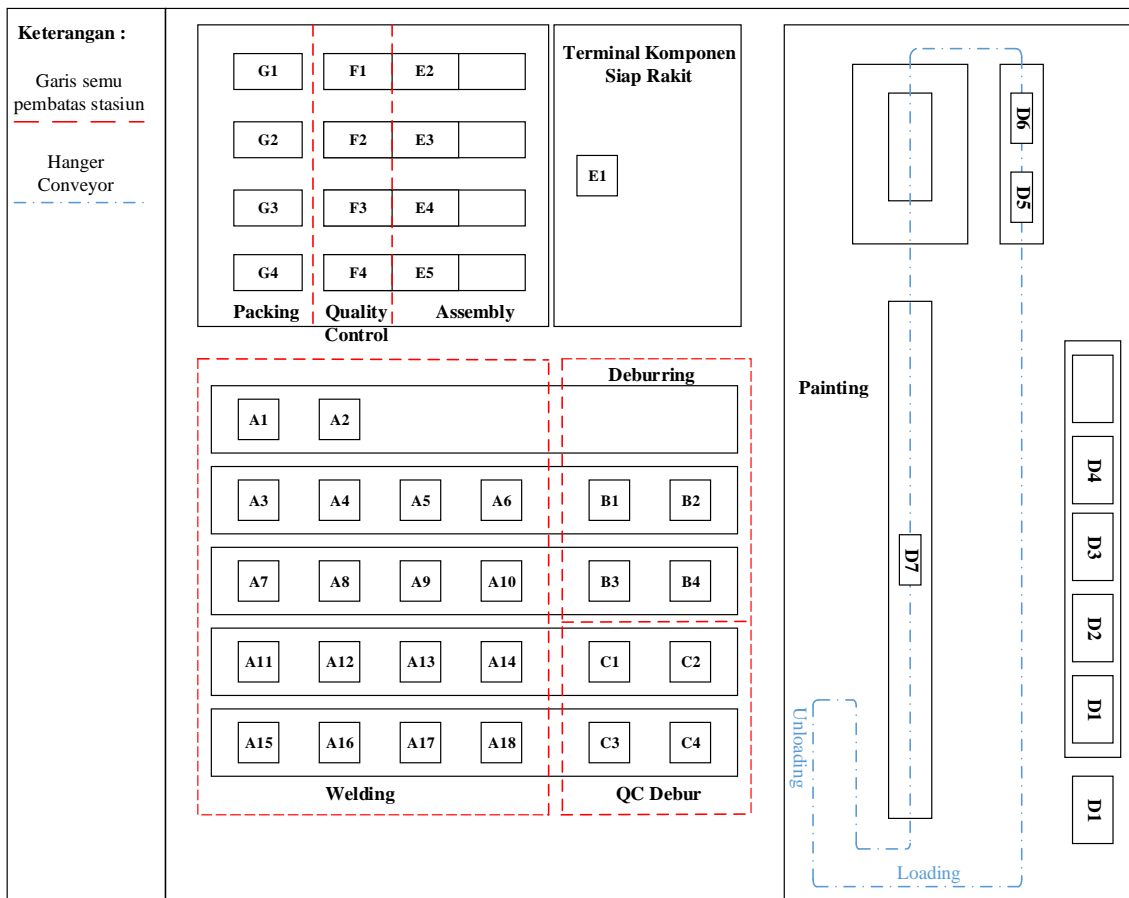 Keterangan :
Garis semu
pembatas stasiun
Hanger
Conveyor
G1
F1
E2
G2
F2
E3
G3
F3
E4
G4
F4
E5
Packing
Quality
Control
Assembly
Terminal Komponen
Siap Rakit
E1
Deburring
A1
A2
A3
A4
A5
A6
B1
B2
A7
A8
A9
A10
B3
B4
A11
A12
A13
A14
C1
C2
A15
A16
A17
A18
C3
C4
Welding
QC Debur
Painting
D6
D5
D7
D4
D3
D2
D1
D1
Unloading
Loading